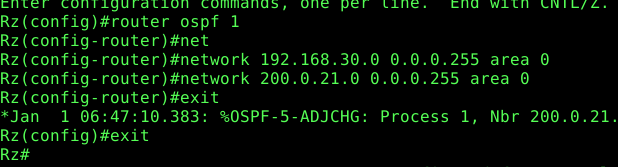 Enter configuration commands, one per line.  End with CNTL/Z.
Rz(config)#router ospf 1
Rz(config-router)#net
Rz(config-router)#network 192.168.30.0 0.0.0.255 area 0
Rz(config-router)#network 200.0.21.0 0.0.0.255 area 0
Rz(config-router)#exit
*Jan  1 06:47:10.383: %OSPF-5-ADJCHG: Process 1, Nbr 200.0.21.
Rz(config)#exit
Rz#